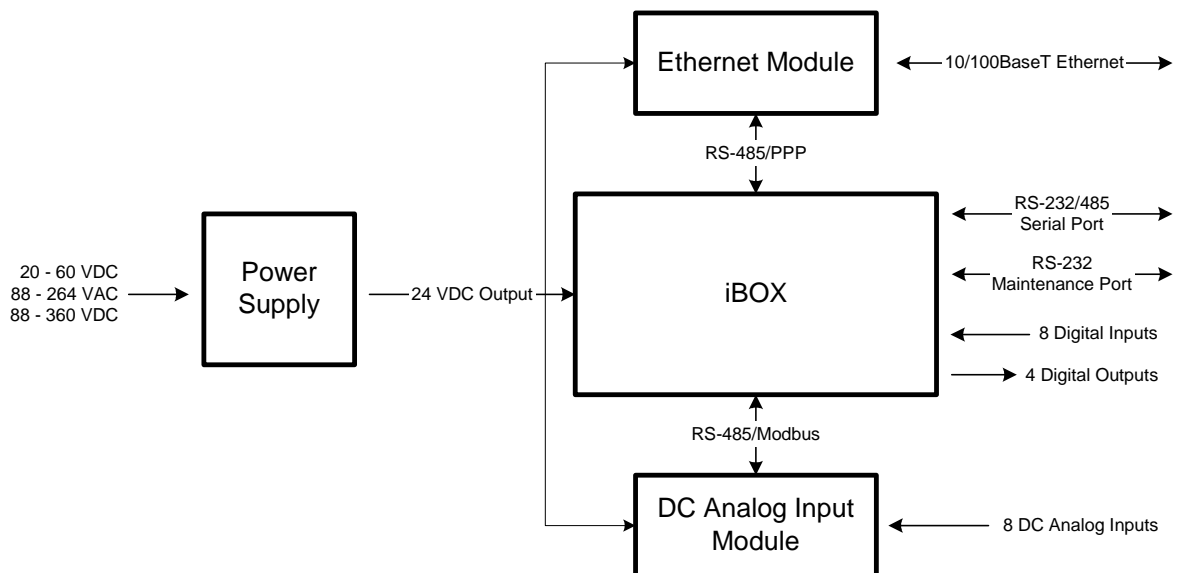 Ethernet Module
10/100BaseT Ethernet
RS-485/PPP
20 - 60 VDC
88 - 264 VAC
88 - 360 VDC
Power
Supply
24 VDC Output
iBOX
RS-232/485
Serial Port
RS-232
Maintenance Port
8 Digital Inputs
4 Digital Outputs
RS-485/Modbus
DC Analog Input
Module
8 DC Analog Inputs